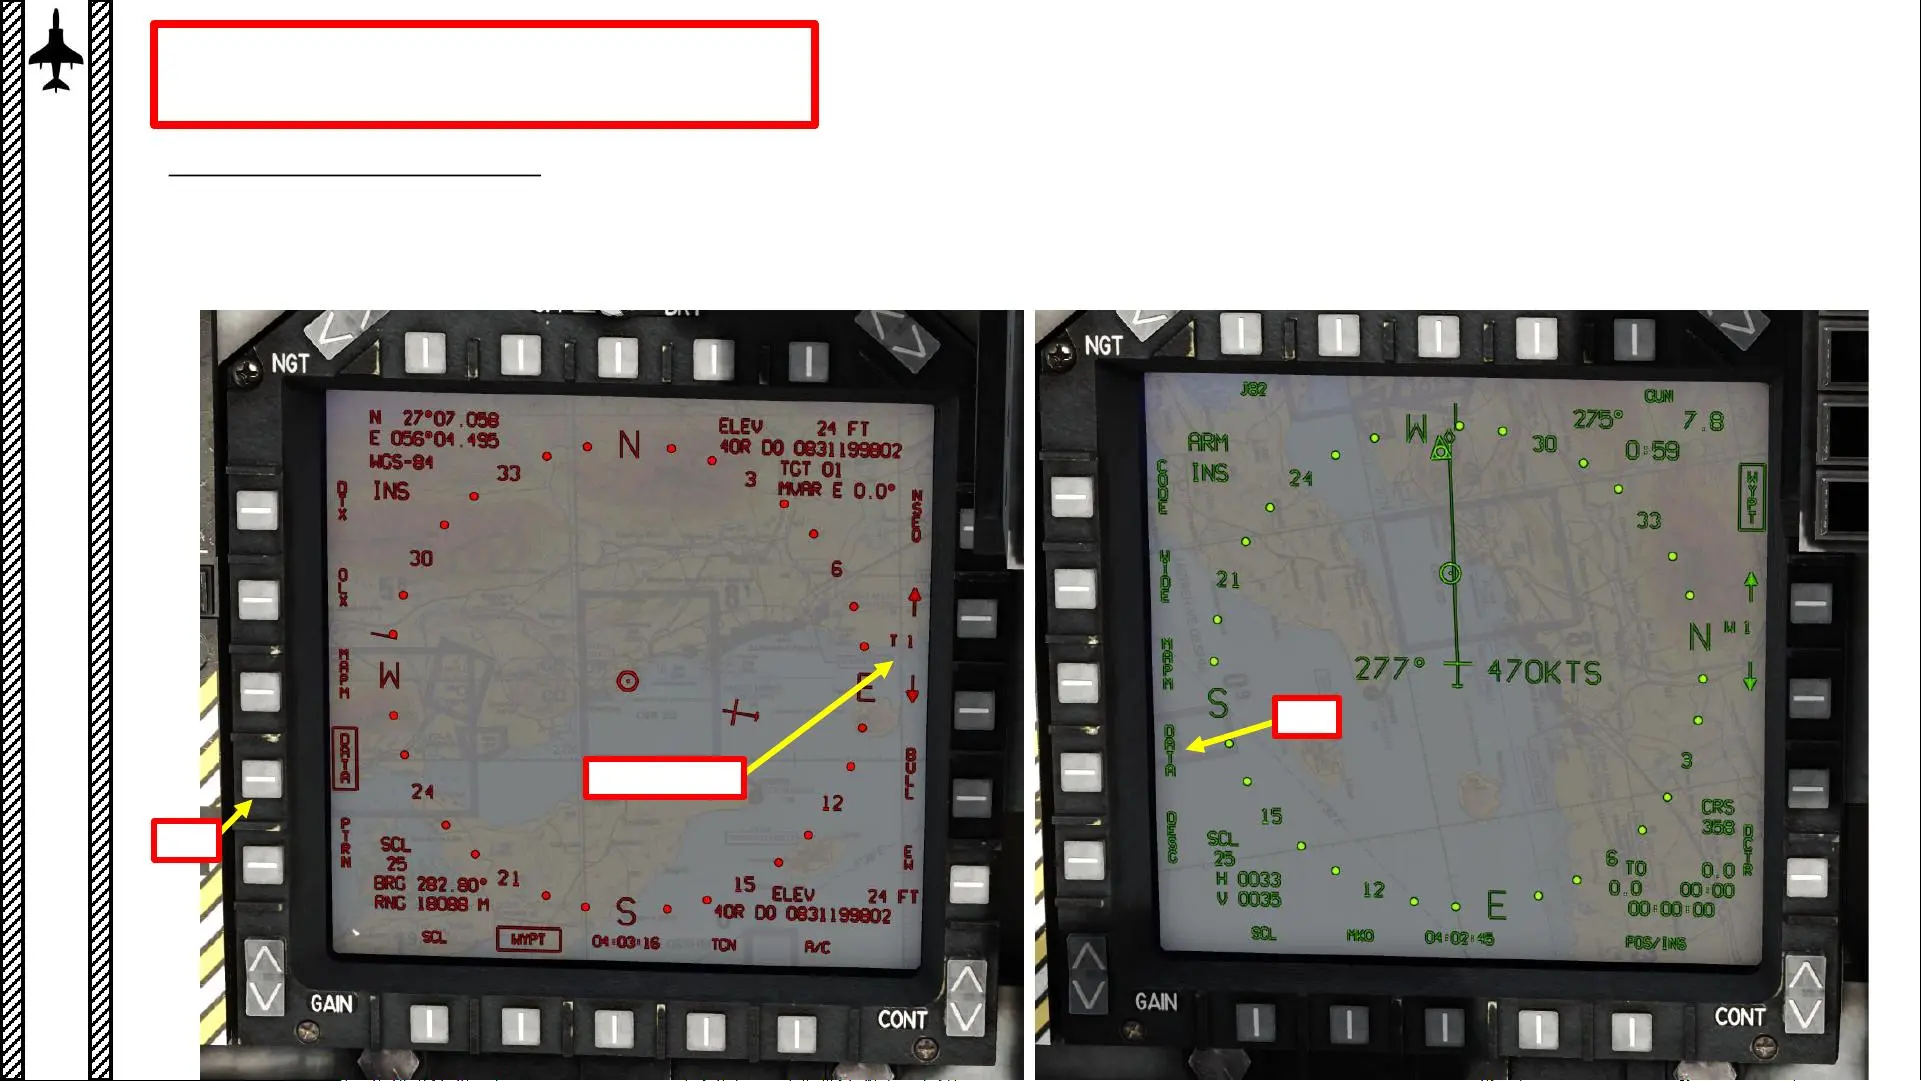 NGT
N 27°07.058
E 056°04.495
WGS-84
INS
ELEV 24 FT
40R DQ 0831199802
TGT 01
MVAR E 0.0°
N
33
3
30
6
W
E
24
12
21
15
S
DTX
OLX
MAPM
DATA
PTRN
NSEQ
T 1
BULL
EW
SCL
25
BRG 282.80°
RNG 18088 M
ELEV 24 FT
40R DQ 0831199802
SCL
WYPT
04:03:16
TCN
A/C
GAIN
CONT
NGT
J82
GUN
ARM
INS
275°
7.8
0:59
W
30
24
33
21
N
S
3
15
6
12
E
CODE
WIDE
MAPM
DATA
DESG
WYPT
W 1
DCTR
277°
470KTS
CRS
358
SCL
25
H 0033
V 0035
TO 0.0
0.0 00:00
00:00:00
SCL
MKO
04:02:45
POS/INS
GAIN
CONT